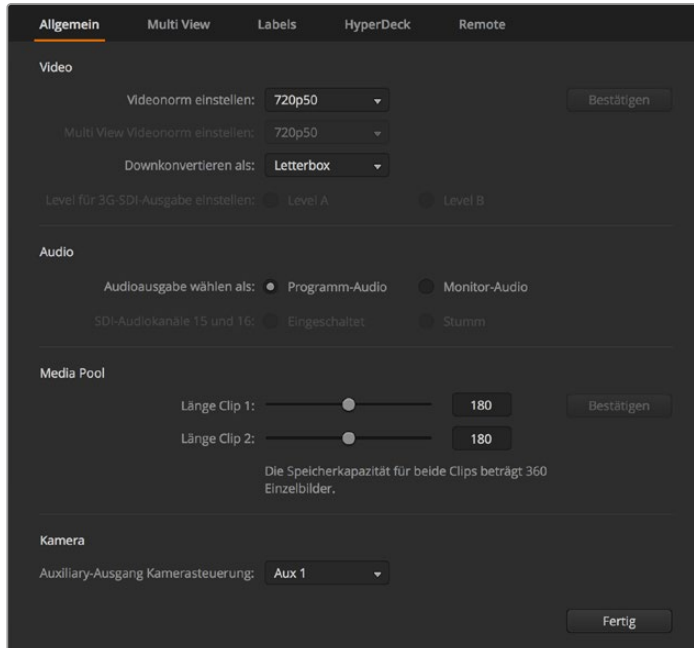 Allgemein Multi View Labels HyperDeck Remote
Video
Videonorm einstellen: 720p50 Bestätigen
Multi View Videonorm einstellen: 720p50
Downkonvertieren als: Letterbox
Level für 3G-SDI-Ausgabe einstellen: Level A Level B
Audio
Audioausgabe wählen als: Programm-Audio Monitor-Audio
SDI-Audiokanäle 15 und 16: Eingeschaltet Stumm
Media Pool
Länge Clip 1: 180 Bestätigen
Länge Clip 2: 180
Die Speicherkapazität für beide Clips beträgt 360
Einzelbilder.
Kamera
Auxiliary-Ausgang Kamerasteuerung: Aux 1
Fertig